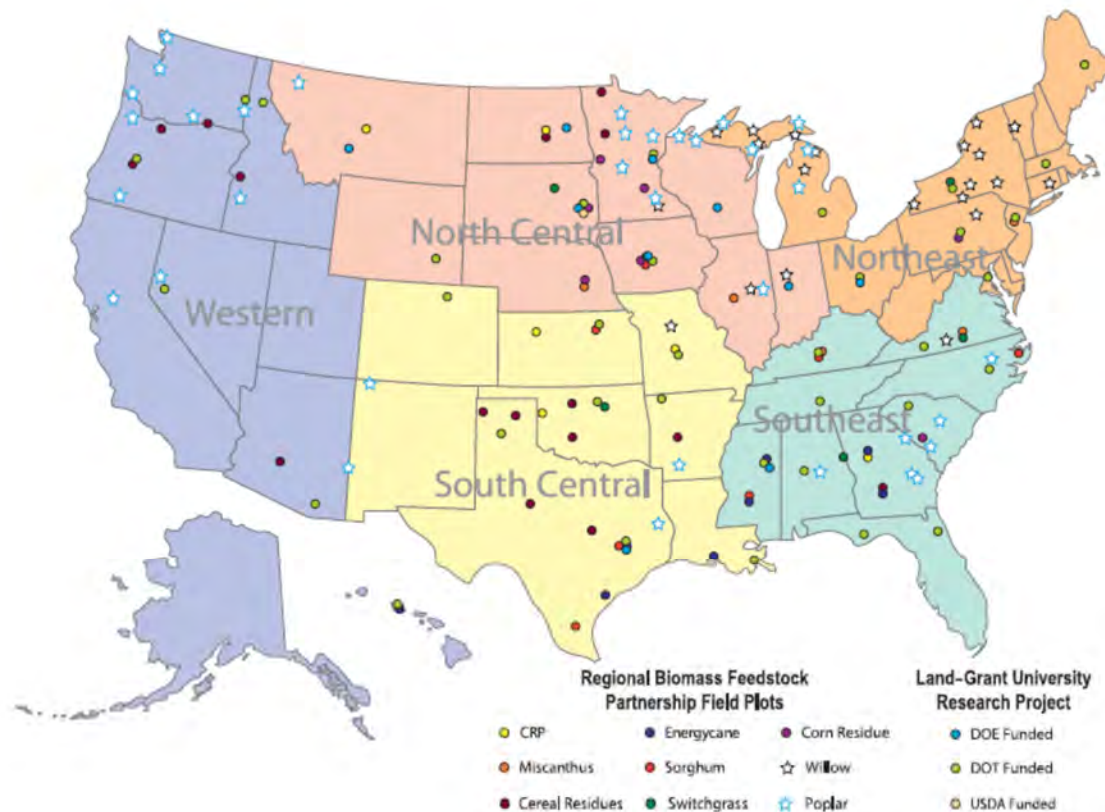 North Central
Northeast
Western
Southeast
South Central
Regional Biomass Feedstock
Partnership Field Plots
Land-Grant University
Research Project
CRP
Energycane
Corn Residue
DOE Funded
Miscanthus
Sorghum
Willow
DOT Funded
Cereal Residues
Switchgrass
Poplar
USDA Funded